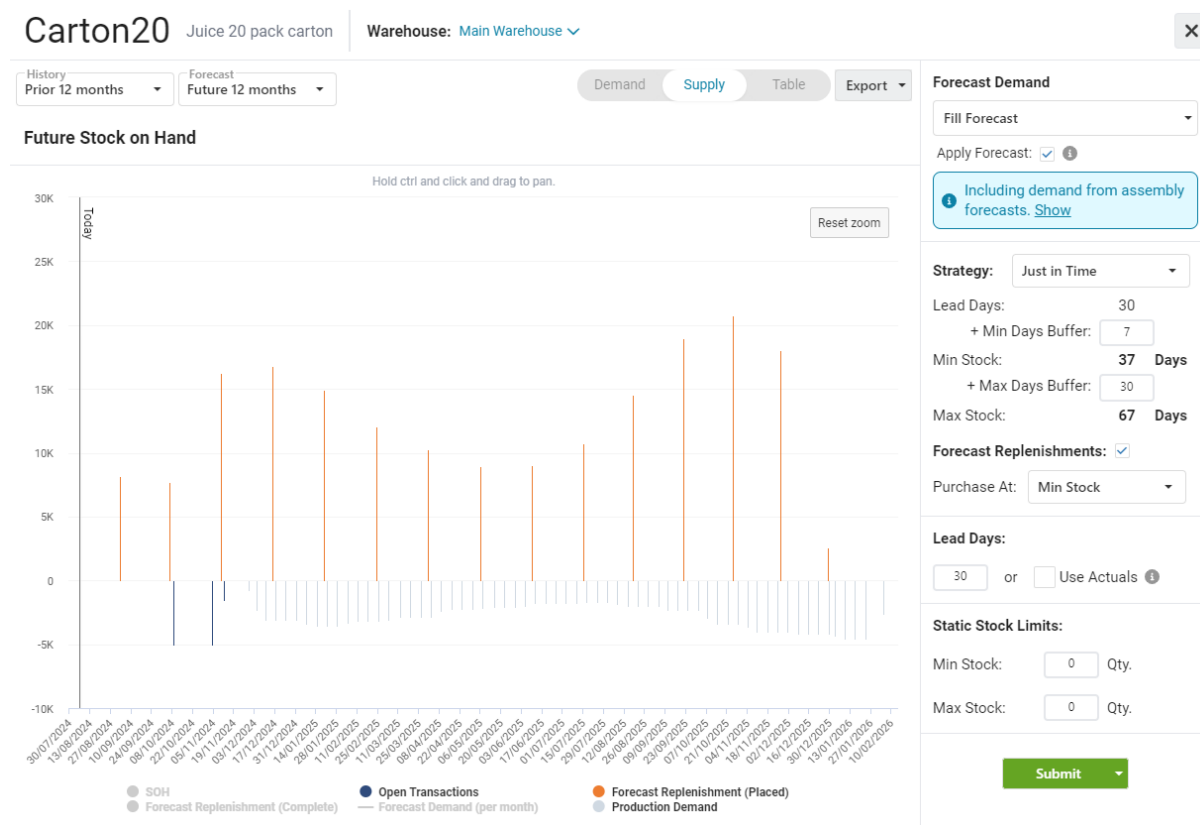 Carton20 Juice 20 pack carton Warehouse: Main Warehouse
History
Prior 12 months
Forecast
Future 12 months
Demand Supply Table
Export
Future Stock on Hand
Hold ctrl and click and drag to pan.
Reset zoom
Today
30K
25K
20K
15K
10K
5K
0
-5K
-10K
30/07/2024
13/08/2024
27/08/2024
10/09/2024
24/09/2024
08/10/2024
22/10/2024
05/11/2024
19/11/2024
03/12/2024
17/12/2024
31/12/2024
14/01/2025
28/01/2025
11/02/2025
25/02/2025
11/03/2025
25/03/2025
08/04/2025
22/04/2025
06/05/2025
20/05/2025
03/06/2025
17/06/2025
01/07/2025
15/07/2025
29/07/2025
12/08/2025
26/08/2025
09/09/2025
23/09/2025
07/10/2025
21/10/2025
04/11/2025
18/11/2025
02/12/2025
16/12/2025
30/12/2025
13/01/2026
27/01/2026
10/02/2026
SOH
Open Transactions
Forecast Replenishment (Placed)
Forecast Replenishment (Complete)
Forecast Demand (per month)
Production Demand
Forecast Demand
Fill Forecast
Apply Forecast:
Including demand from assembly
forecasts. Show
Strategy: Just in Time
Lead Days: 30
+ Min Days Buffer: 7
Min Stock: 37 Days
+ Max Days Buffer: 30
Max Stock: 67 Days
Forecast Replenishments:
Purchase At: Min Stock
Lead Days:
30 or Use Actuals
Static Stock Limits:
Min Stock: 0 Qty.
Max Stock: 0 Qty.
Submit